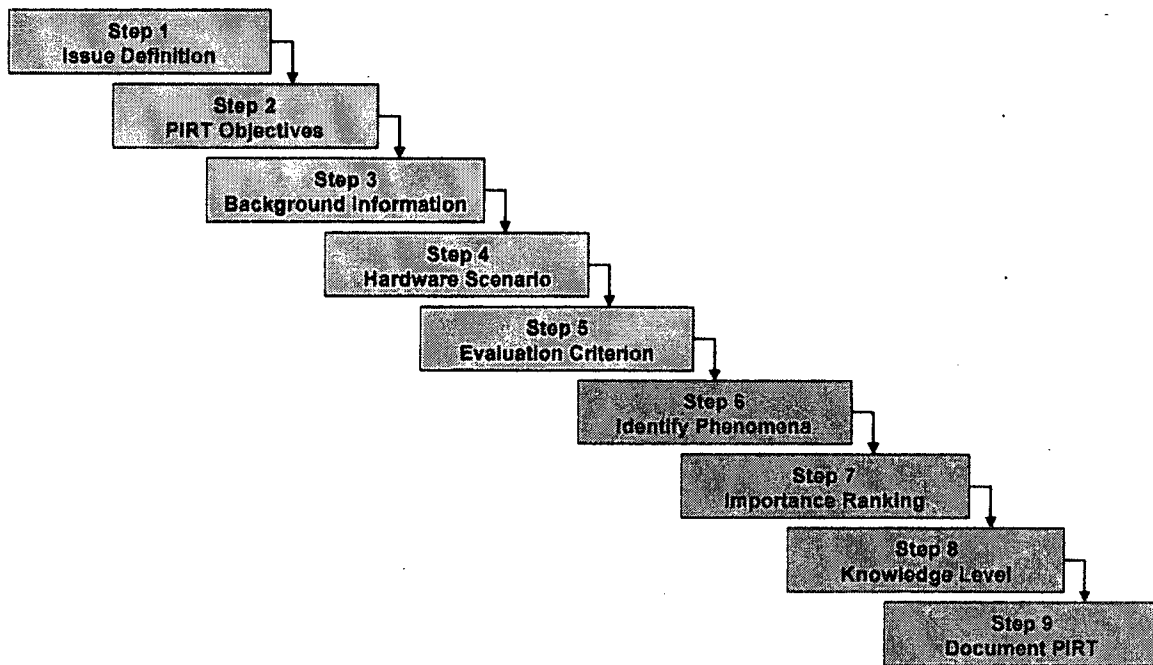 Step 1
Issue Definition
Step 2
PIRT Objectives
Step 3
Background Information
Step 4
Hardware Scenario
Step 5
Evaluation Criterion
Step 6
Identify Phenomena
Step 7
Importance Ranking
Step 8
Knowledge Level
Step 9
Document PIRT